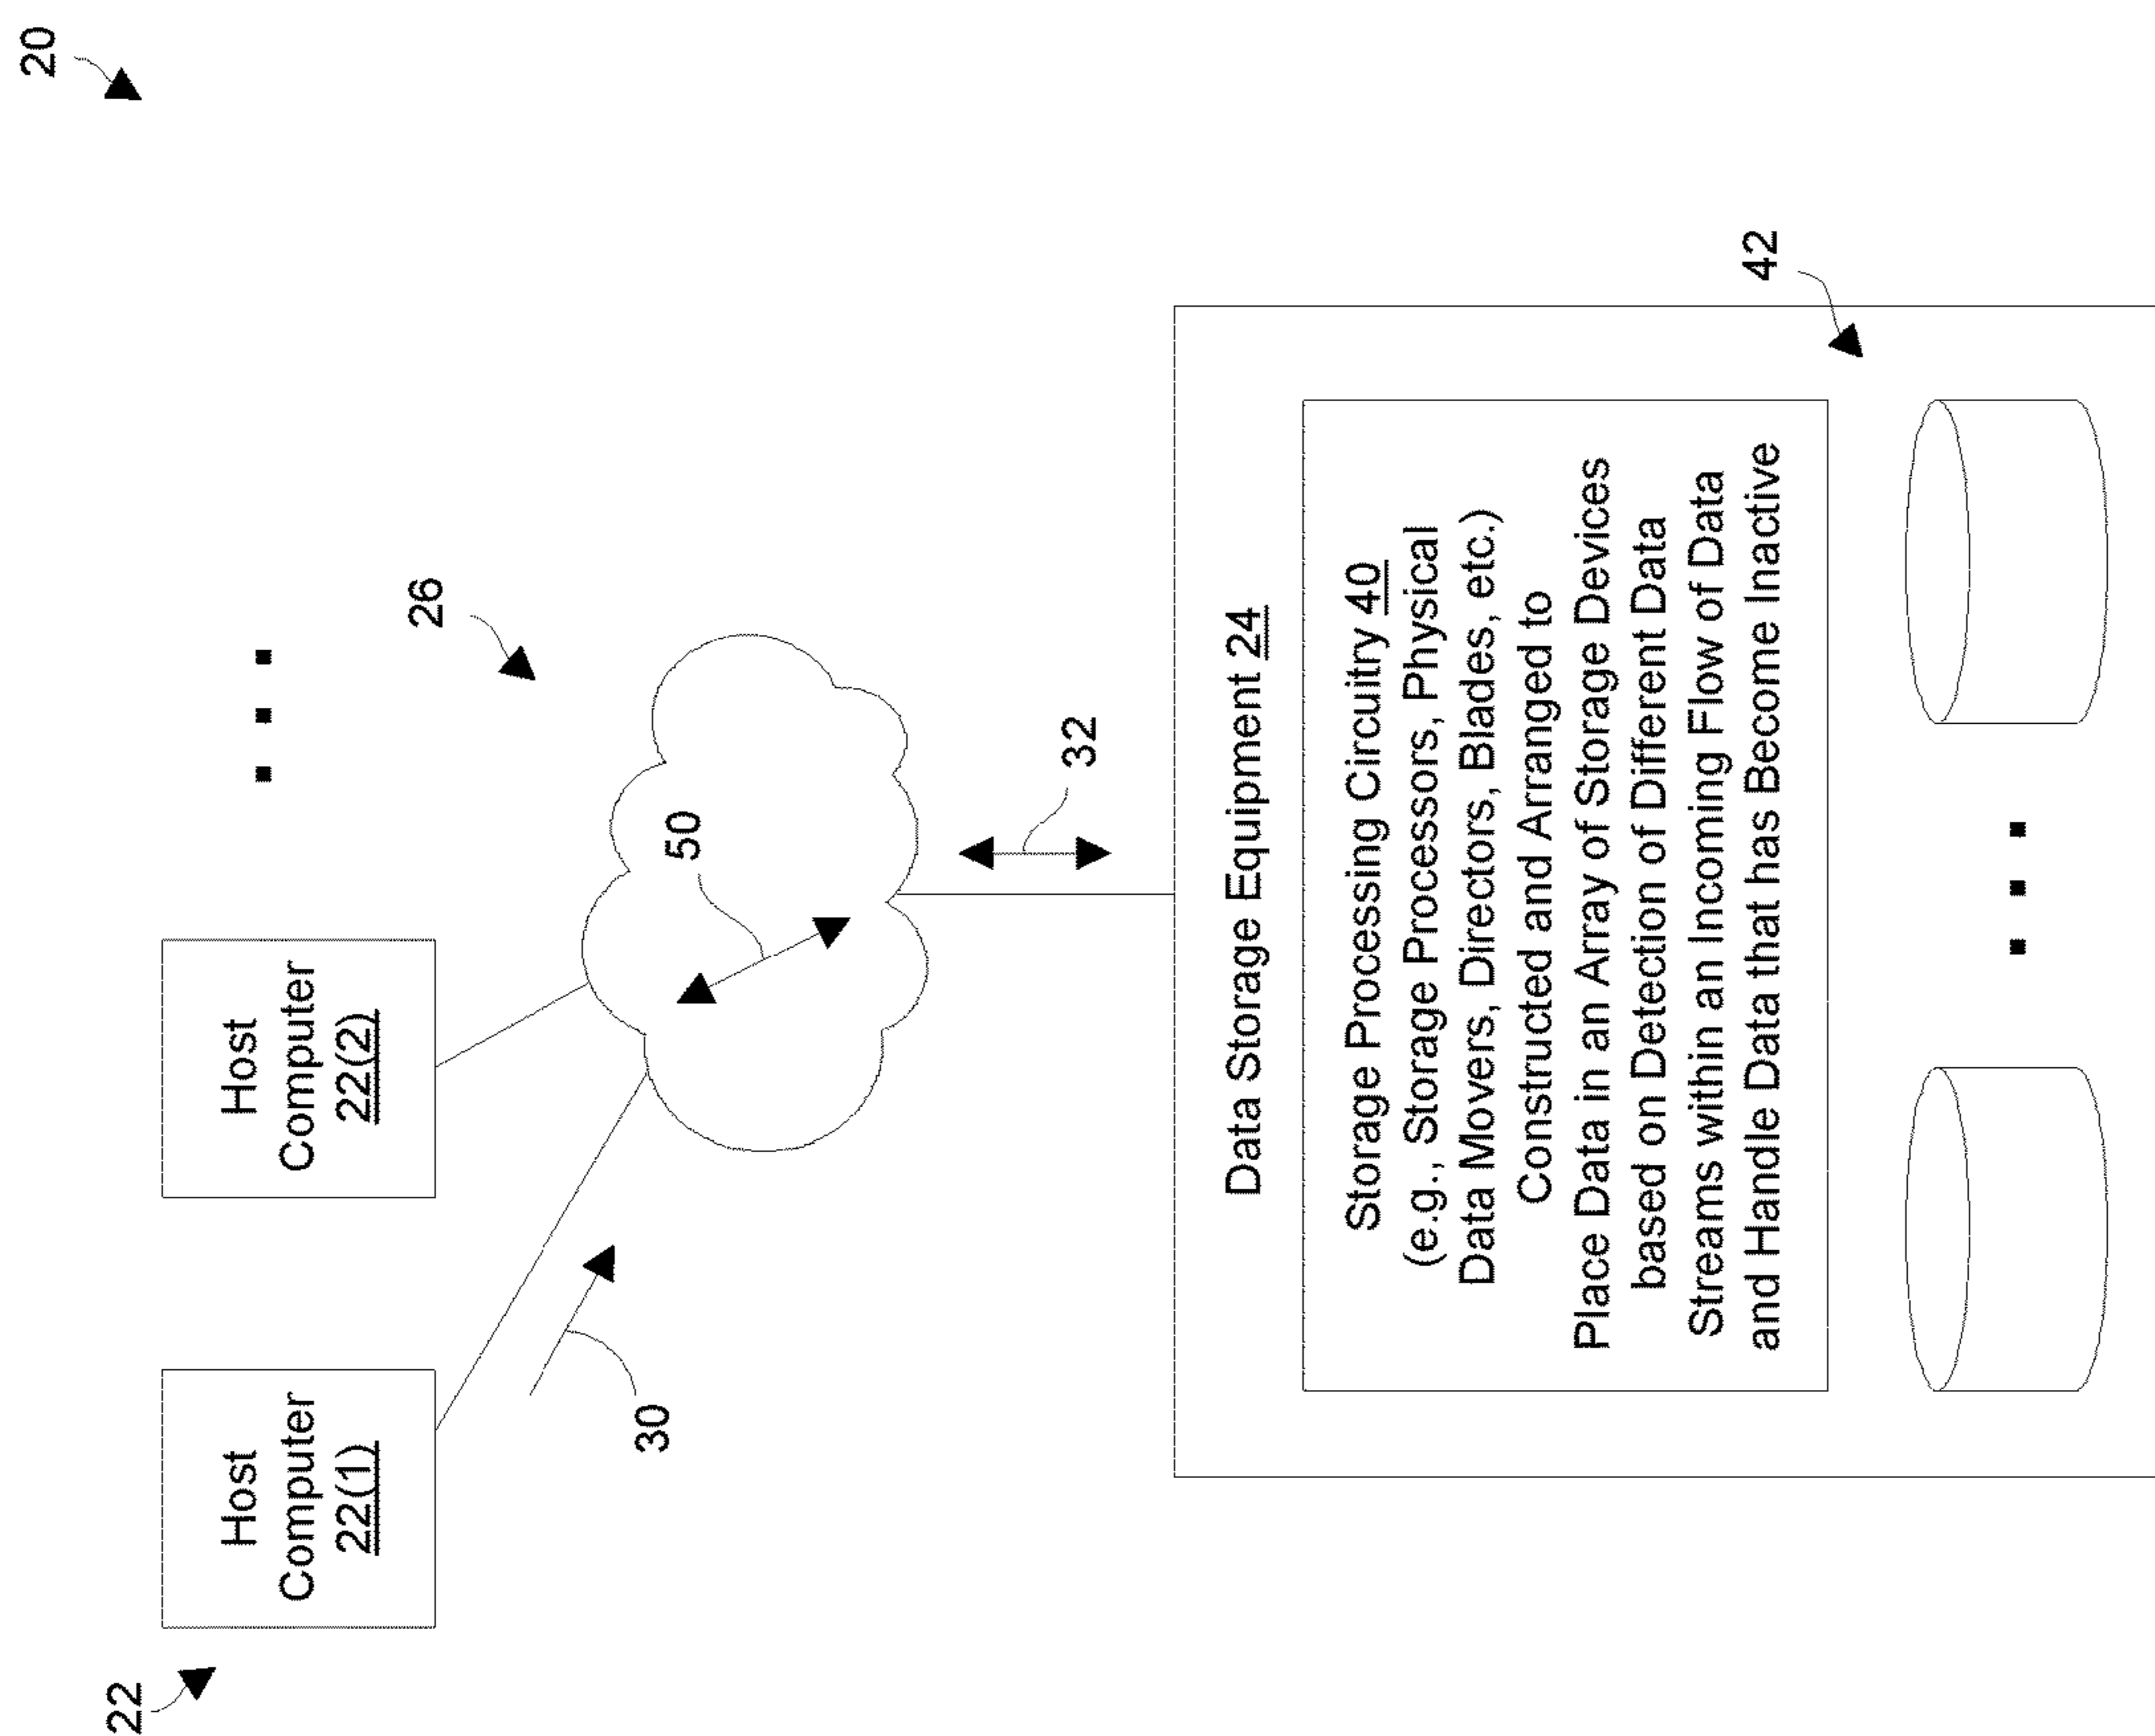 20
22
Host
Computer
22(1)
Host
Computer
22(2)
26
30
50
32
Data Storage Equipment 24
Storage Processing Circuitry 40
(e.g., Storage Processors, Physical
Data Movers, Directors, Blades, etc.)
Constructed and Arranged to
Place Data in an Array of Storage Devices
based on Detection of Different Data
Streams within an Incoming Flow of Data
and Handle Data that has Become Inactive
42